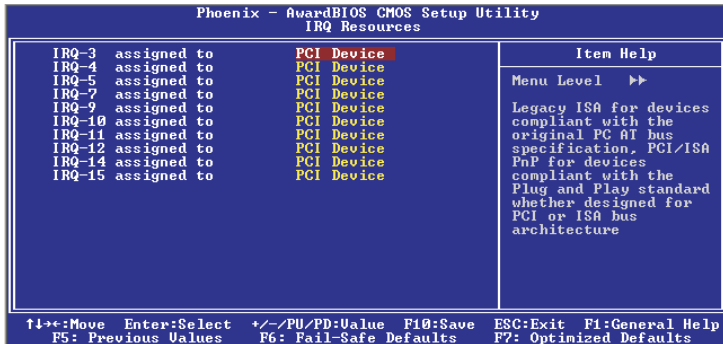 Phoenix - AwardBIOS CMOS Setup Utility
IRQ Resources
IRQ-3 assigned to PCI Device
IRQ-4 assigned to PCI Device
IRQ-5 assigned to PCI Device
IRQ-7 assigned to PCI Device
IRQ-9 assigned to PCI Device
IRQ-10 assigned to PCI Device
IRQ-11 assigned to PCI Device
IRQ-12 assigned to PCI Device
IRQ-14 assigned to PCI Device
IRQ-15 assigned to PCI Device
Item Help
Menu Level ▶▶
Legacy ISA for devices
compliant with the
original PC AT bus
specification, PCI/ISA
PnP for devices
compliant with the
Plug and Play standard
whether designed for
PCI or ISA bus
architecture
↑↓→←:Move Enter:Select +/-/PU/PD:Value F10:Save ESC:Exit F1:General Help
F5: Previous Values F6: Fail-Safe Defaults F7: Optimized Defaults